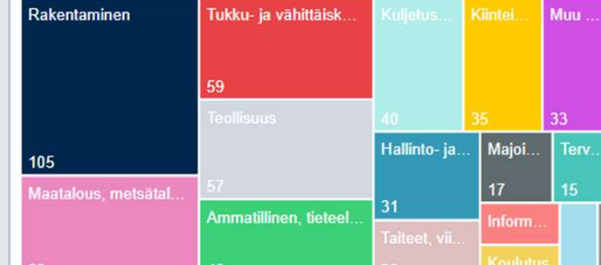 Rakentaminen
105
Tukku- ja vähittäisk...
59
Kuljetus...
40
Kiintei...
35
Muu ...
33
Teollisuus
57
Hallinto- ja...
31
Majoi...
17
Terv...
15
Maatalous, metsätal...
Ammatillinen, tieteel...
Taiteet, vii...
Inform...
Koulutus